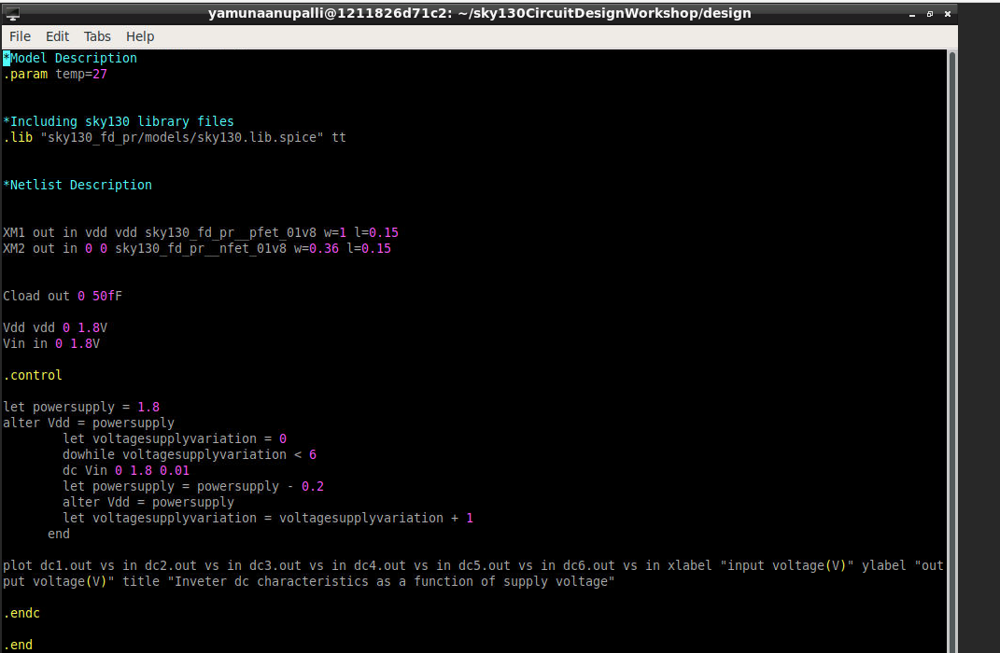 yamunaanupalli@1211826d71c2: ~/sky130CircuitDesignWorkshop/design
File Edit Tabs Help
*Model Description
.param temp=27
*Including sky130 library files
.lib "sky130_fd_pr/models/sky130.lib.spice" tt
*Netlist Description
XM1 out in vdd vdd sky130_fd_pr__pfet_01v8 w=1 l=0.15
XM2 out in 0 0 sky130_fd_pr__nfet_01v8 w=0.36 l=0.15
Cload out 0 50fF
Vdd vdd 0 1.8V
Vin in 0 1.8V
.control
let powersupply = 1.8
alter Vdd = powersupply
let voltagesupplyvariation = 0
dowhile voltagesupplyvariation < 6
dc Vin 0 1.8 0.01
let powersupply = powersupply - 0.2
alter Vdd = powersupply
let voltagesupplyvariation = voltagesupplyvariation + 1
end
plot dc1.out vs in dc2.out vs in dc3.out vs in dc4.out vs in dc5.out vs in dc6.out vs in xlabel "input voltage(V)" ylabel "out
put voltage(V)" title "Inveter dc characteristics as a function of supply voltage"
.endc
.end